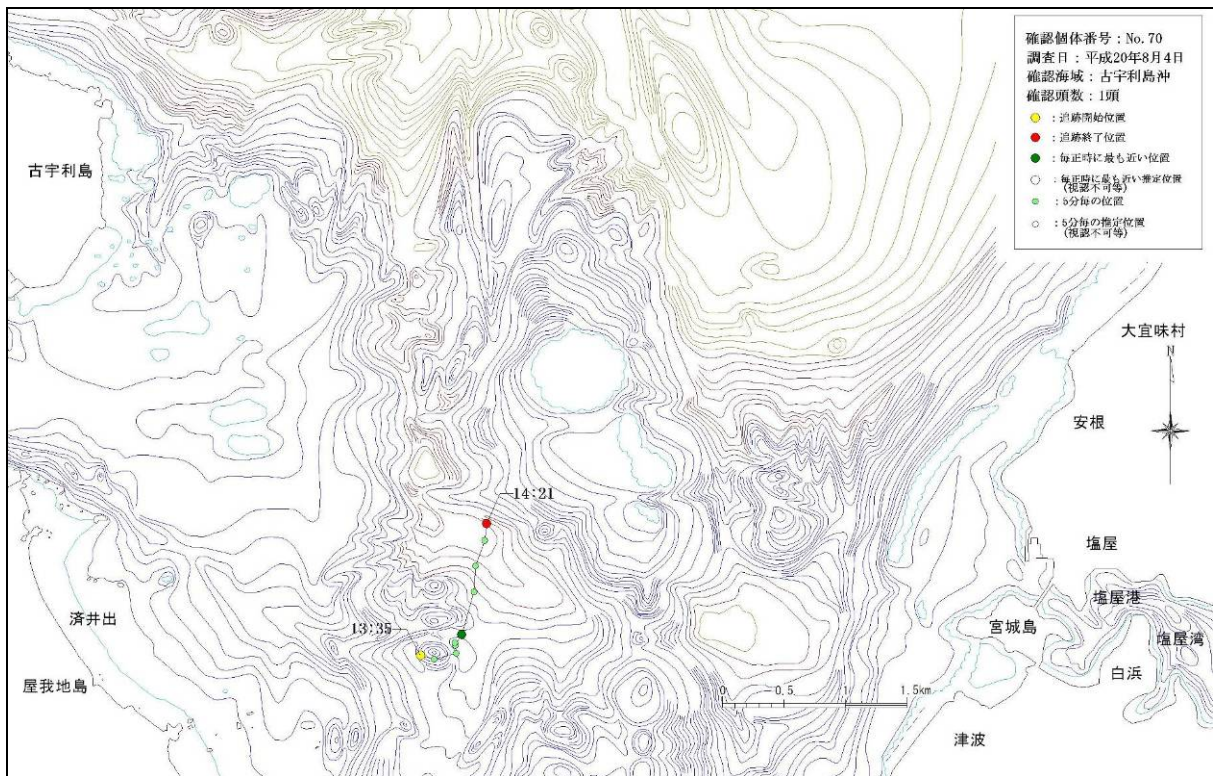 確認個体番号：No. 70
調査日：平成20年8月4日
確認海域：古宇利島沖
確認頭数：1頭
：追跡開始位置
：追跡終了位置
：毎正時に最も近い位置
：毎正時に最も近い推定位置
(視認不可等)
：5分毎の位置
：5分毎の推定位置
(視認不可等)
古宇利島
大宜味村
N
安根
14:21
塩屋
塩屋港
済井出
13:35
宮城島
塩屋湾
白浜
屋我地島
0 0.5 1 1.5km
津波